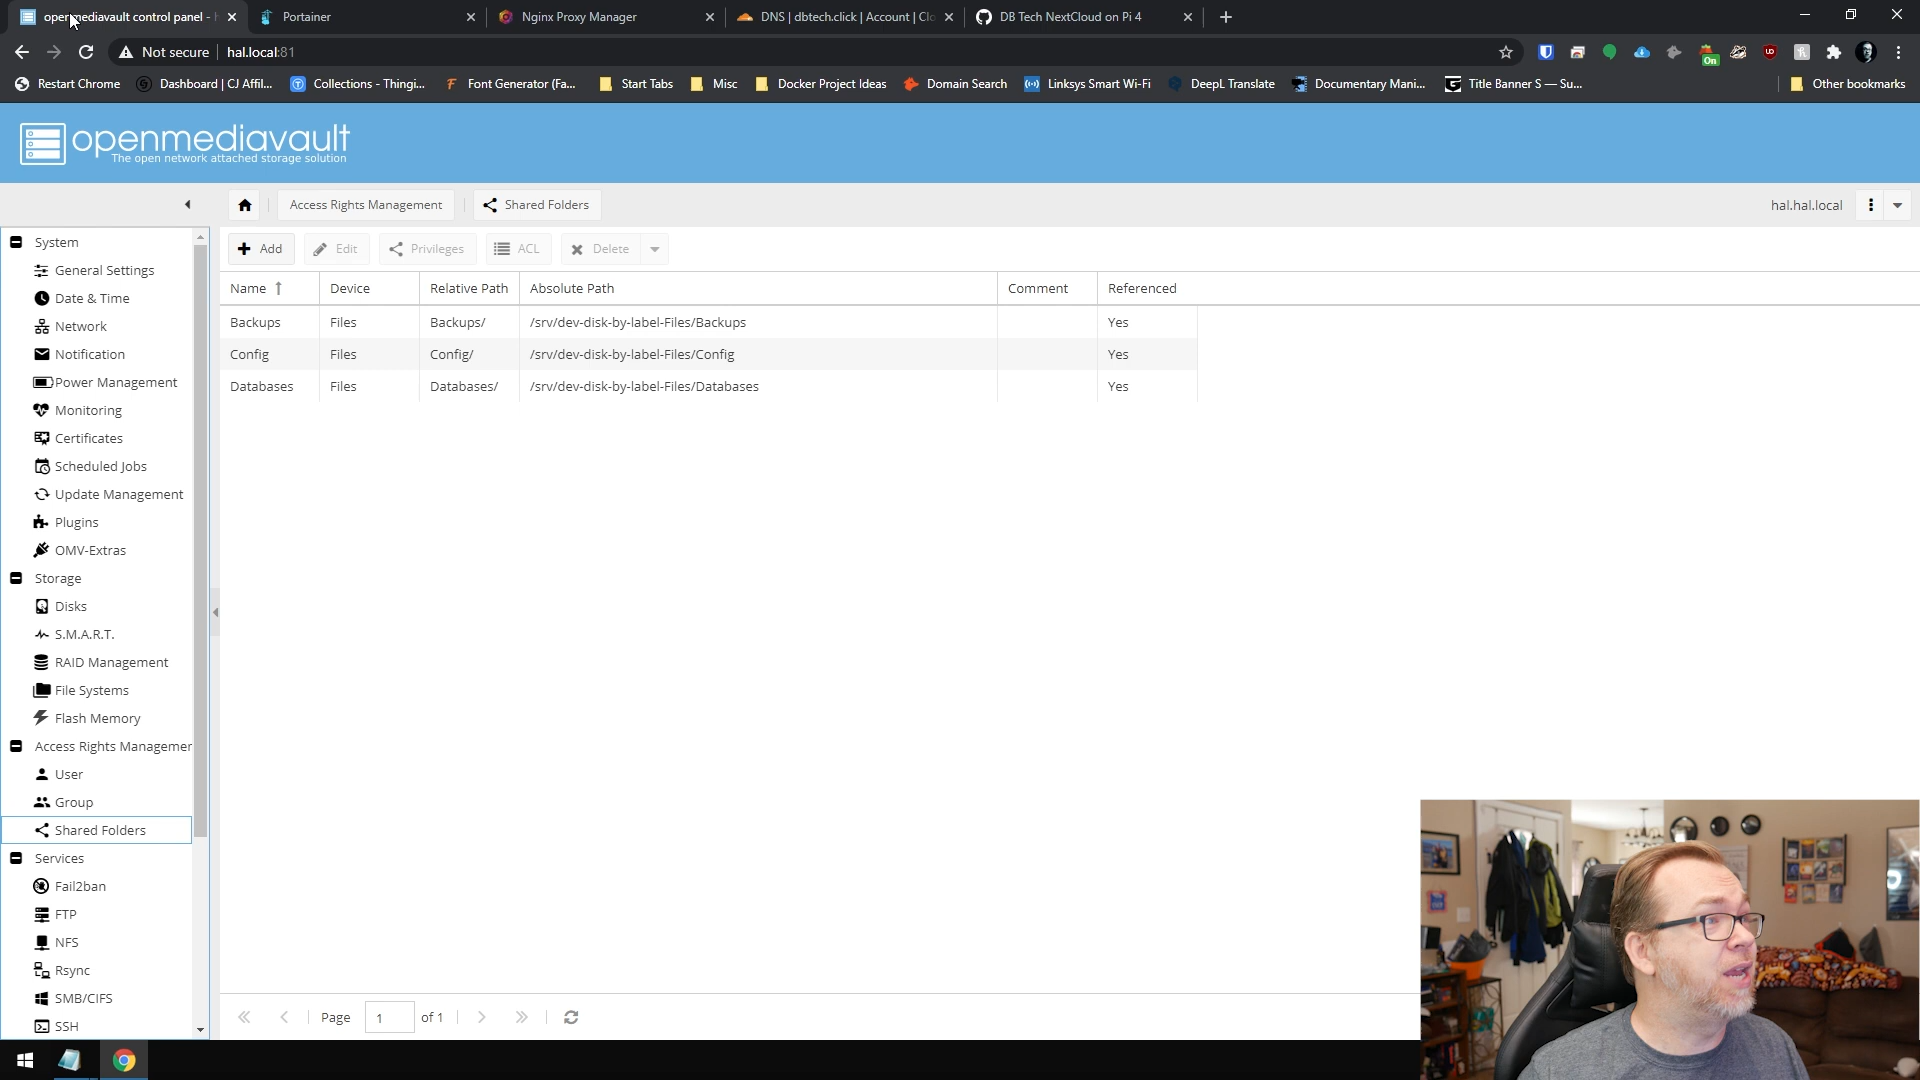 openmediavault control panel - h
Portainer
Nginx Proxy Manager
DNS | dbtech.click | Account | Clo
DB Tech NextCloud on Pi 4
Not secure
hal.local:81
On
Restart Chrome
Dashboard | CJ Affil...
Collections - Thingi...
Font Generator (Fa...
Start Tabs
Misc
Docker Project Ideas
Domain Search
Linksys Smart Wi-Fi
DeepL Translate
Documentary Mani...
Title Banner S — Su...
Other bookmarks
openmediavault
The open network attached storage solution
Access Rights Management
Shared Folders
hal.hal.local
System
General Settings
Date & Time
Network
Notification
Power Management
Monitoring
Certificates
Scheduled Jobs
Update Management
Plugins
OMV-Extras
Storage
Disks
S.M.A.R.T.
RAID Management
File Systems
Flash Memory
Access Rights Managemer
User
Group
Shared Folders
Services
Fail2ban
FTP
NFS
Rsync
SMB/CIFS
SSH
Add
Edit
Privileges
ACL
Delete
Name Device Relative Path Absolute Path Comment Referenced
Backups Files Backups/ /srv/dev-disk-by-label-Files/Backups Yes
Config Files Config/ /srv/dev-disk-by-label-Files/Config Yes
Databases Files Databases/ /srv/dev-disk-by-label-Files/Databases Yes
Page 1 of 1